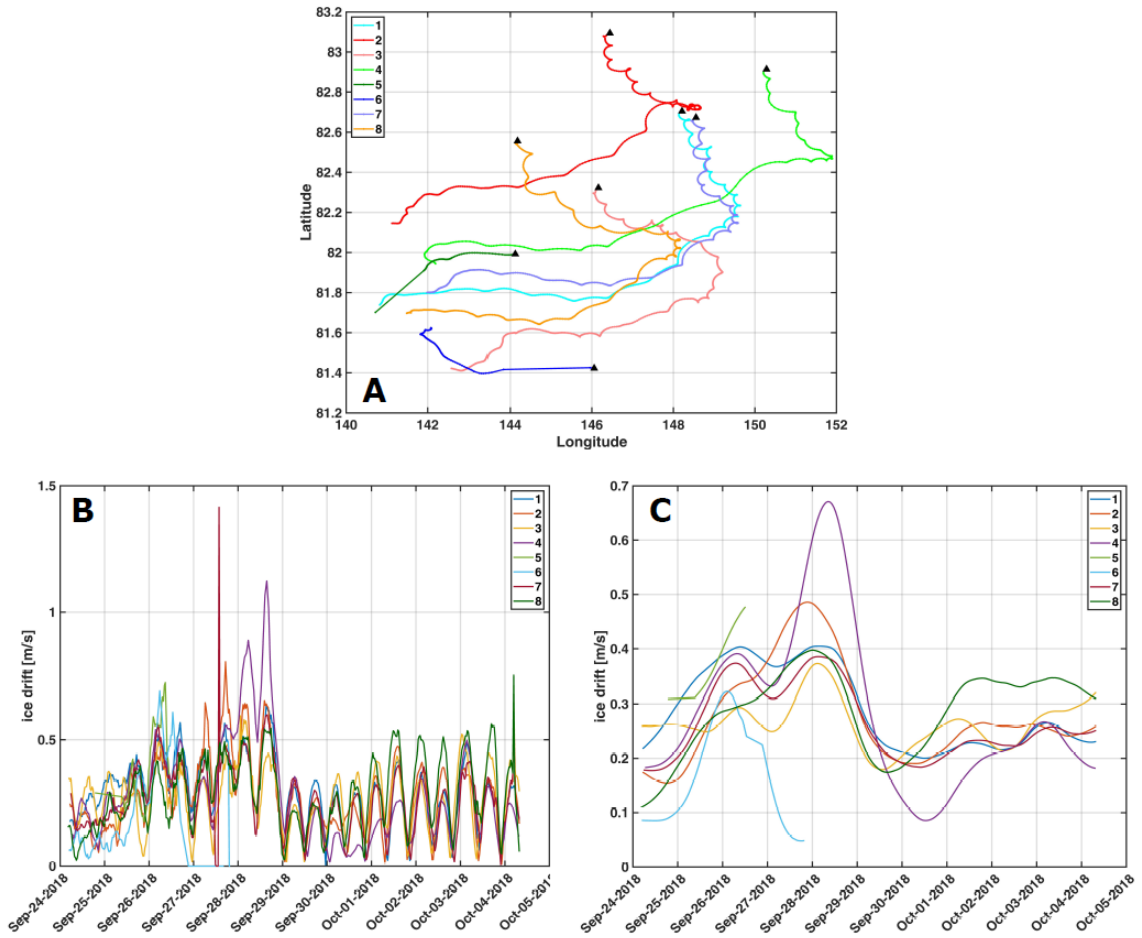 83.2
83
82.8
82.6
82.4
82.2
82
81.8
81.6
81.4
81.2
Latitude
1
2
3
4
5
6
7
8
A
140 142 144 146 148 150 152
Longitude
B
1.5
1
0.5
0
ice drift [m/s]
1
2
3
4
5
6
7
8
Sep-24-2018
Sep-25-2018
Sep-26-2018
Sep-27-2018
Sep-28-2018
Sep-29-2018
Sep-30-2018
Oct-01-2018
Oct-02-2018
Oct-03-2018
Oct-04-2018
Oct-05-2018
C
0.7
0.6
0.5
0.4
0.3
0.2
0.1
0
ice drift [m/s]
1
2
3
4
5
6
7
8
Sep-24-2018
Sep-25-2018
Sep-26-2018
Sep-27-2018
Sep-28-2018
Sep-29-2018
Sep-30-2018
Oct-01-2018
Oct-02-2018
Oct-03-2018
Oct-04-2018
Oct-05-2018